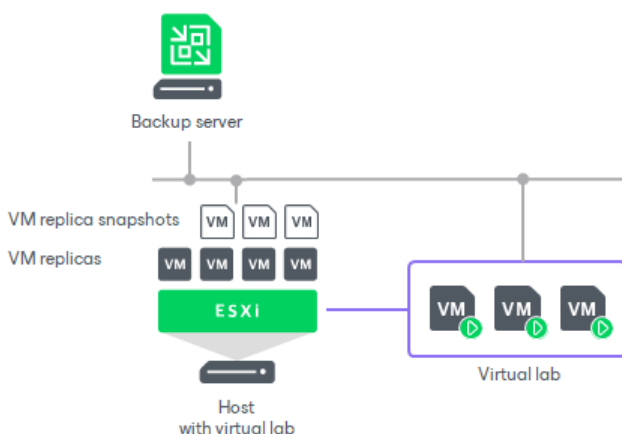 Backup server
VM replica snapshots
VM VM VM
VM replicas
VM VM VM VM
ESXi
VM VM VM
Virtual lab
Host
with virtual lab